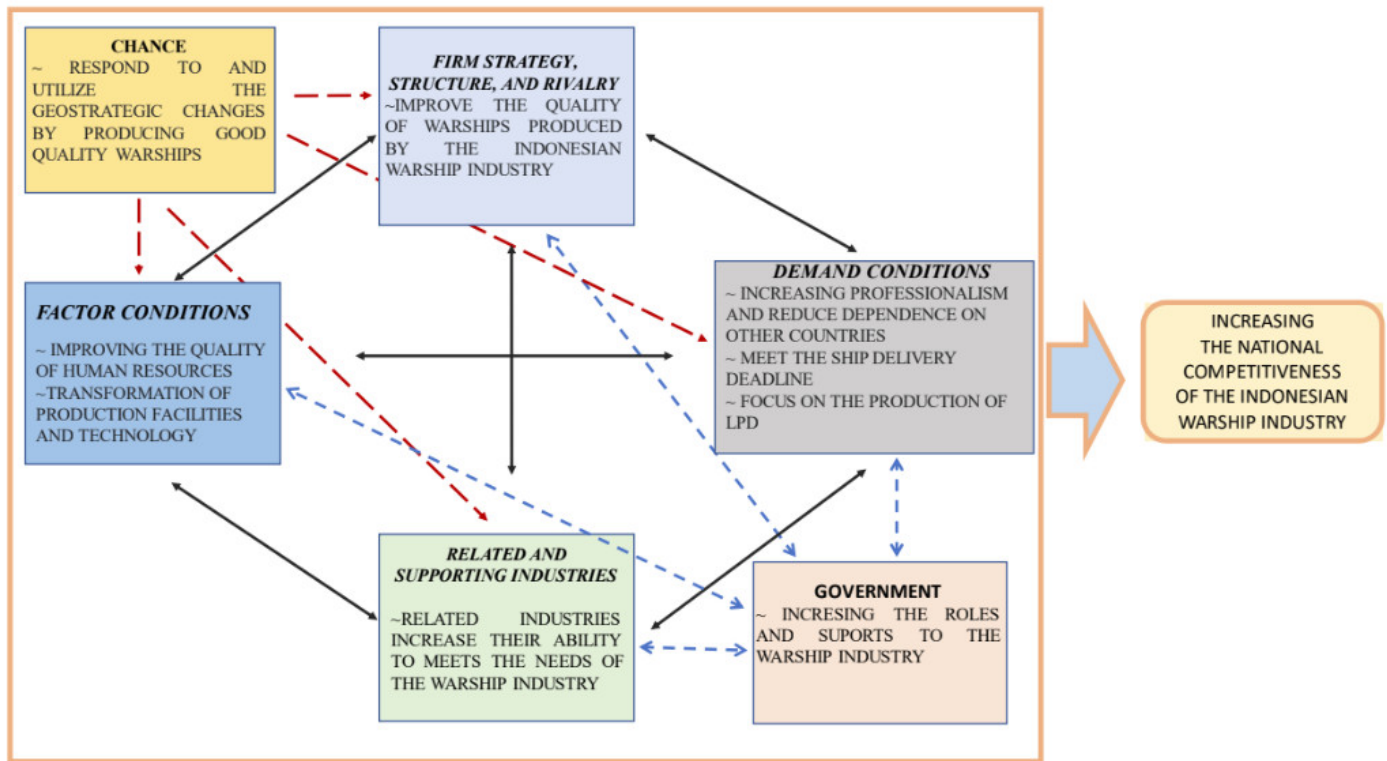 CHANCE
~ RESPOND TO AND
UTILIZE THE
GEOSTRATEGIC CHANGES
BY PRODUCING GOOD
QUALITY WARSHIPS
FIRM STRATEGY,
STRUCTURE, AND RIVALRY
~IMPROVE THE QUALITY
OF WARSHIPS PRODUCED
BY THE INDONESIAN
WARSHIP INDUSTRY
FACTOR CONDITIONS
~ IMPROVING THE QUALITY
OF HUMAN RESOURCES
~TRANSFORMATION OF
PRODUCTION FACILITIES
AND TECHNOLOGY
DEMAND CONDITIONS
~ INCREASING PROFESSIONALISM
AND REDUCE DEPENDENCE ON
OTHER COUNTRIES
~ MEET THE SHIP DELIVERY
DEADLINE
~ FOCUS ON THE PRODUCTION OF
LPD
RELATED AND
SUPPORTING INDUSTRIES
~RELATED INDUSTRIES
INCREASE THEIR ABILITY
TO MEETS THE NEEDS OF
THE WARSHIP INDUSTRY
GOVERNMENT
~ INCRESING THE ROLES
AND SUPORTS TO THE
WARSHIP INDUSTRY
INCREASING
THE NATIONAL
COMPETITIVENESS
OF THE INDONESIAN
WARSHIP INDUSTRY